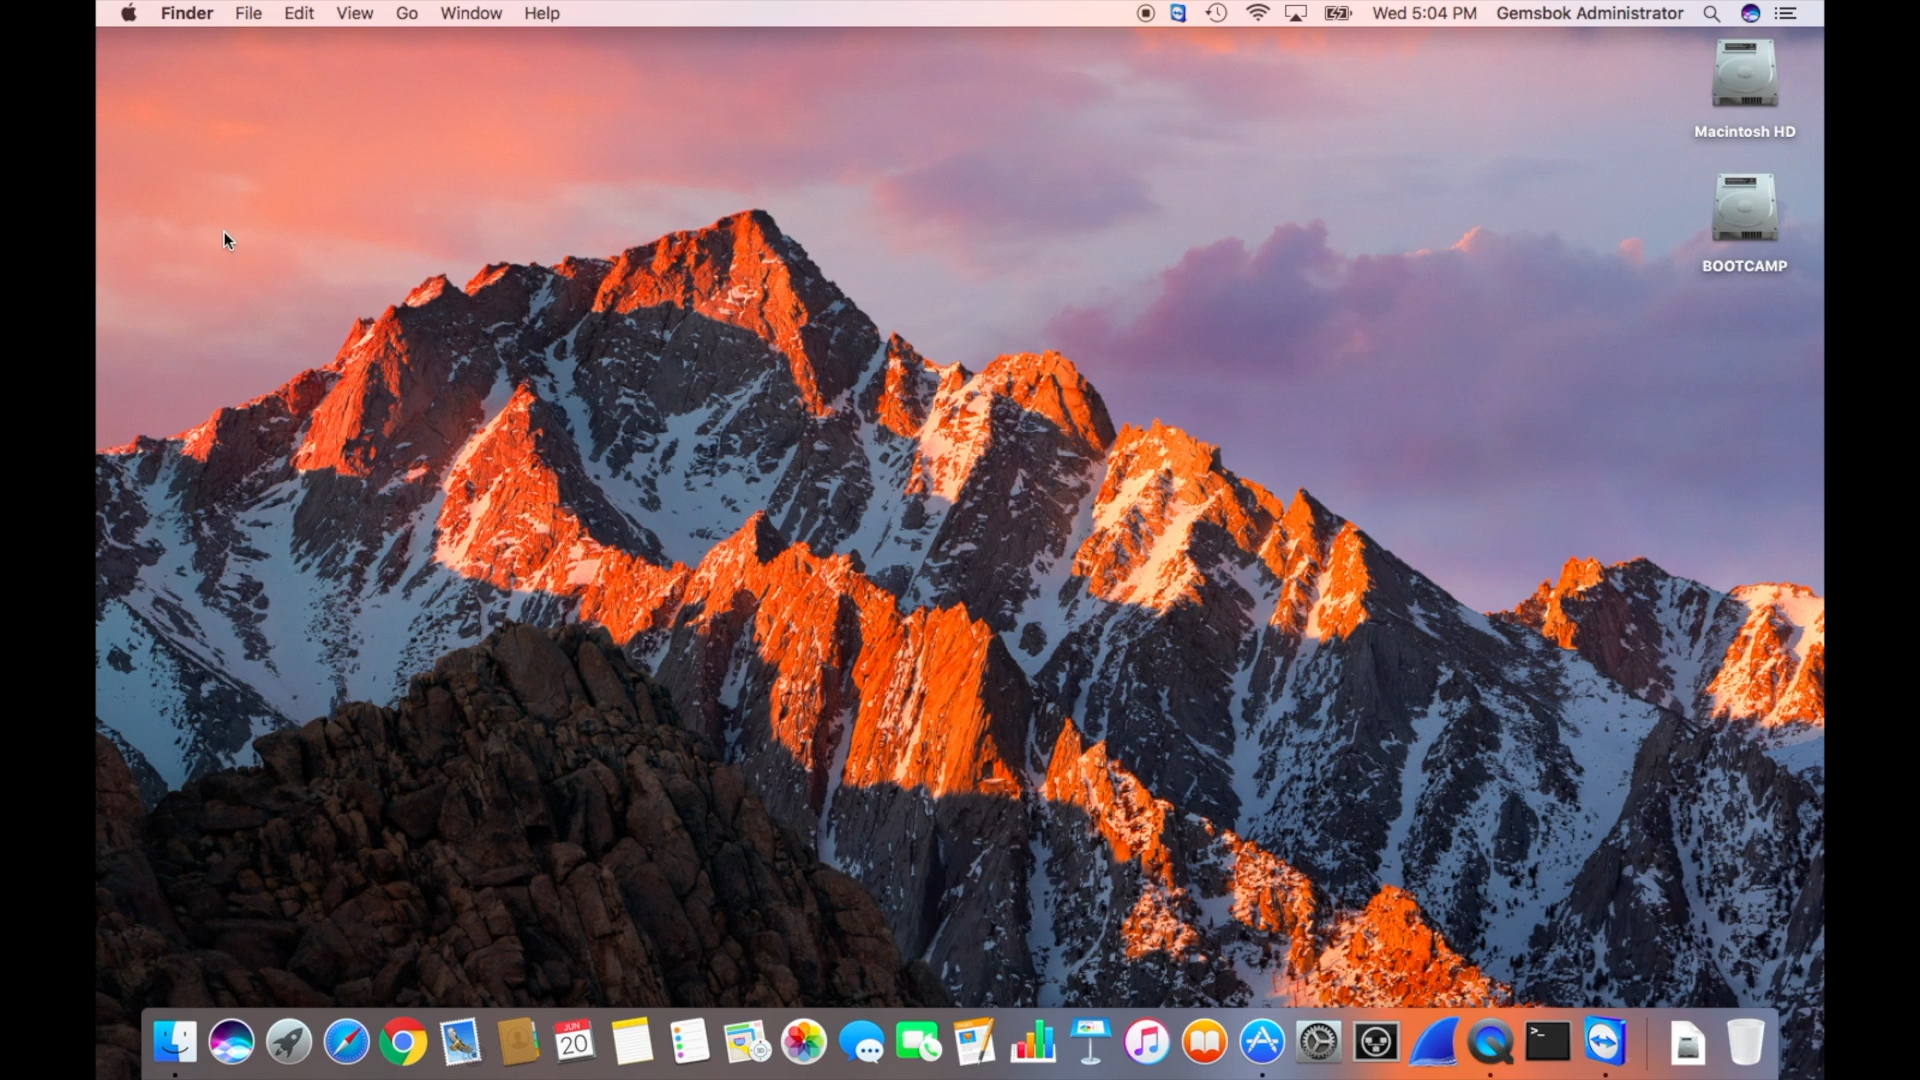 Finder File Edit View Go Window Help Wed 5:04 PM Gemsbok Administrator
Macintosh HD
BOOTCAMP
JUN
20
>_